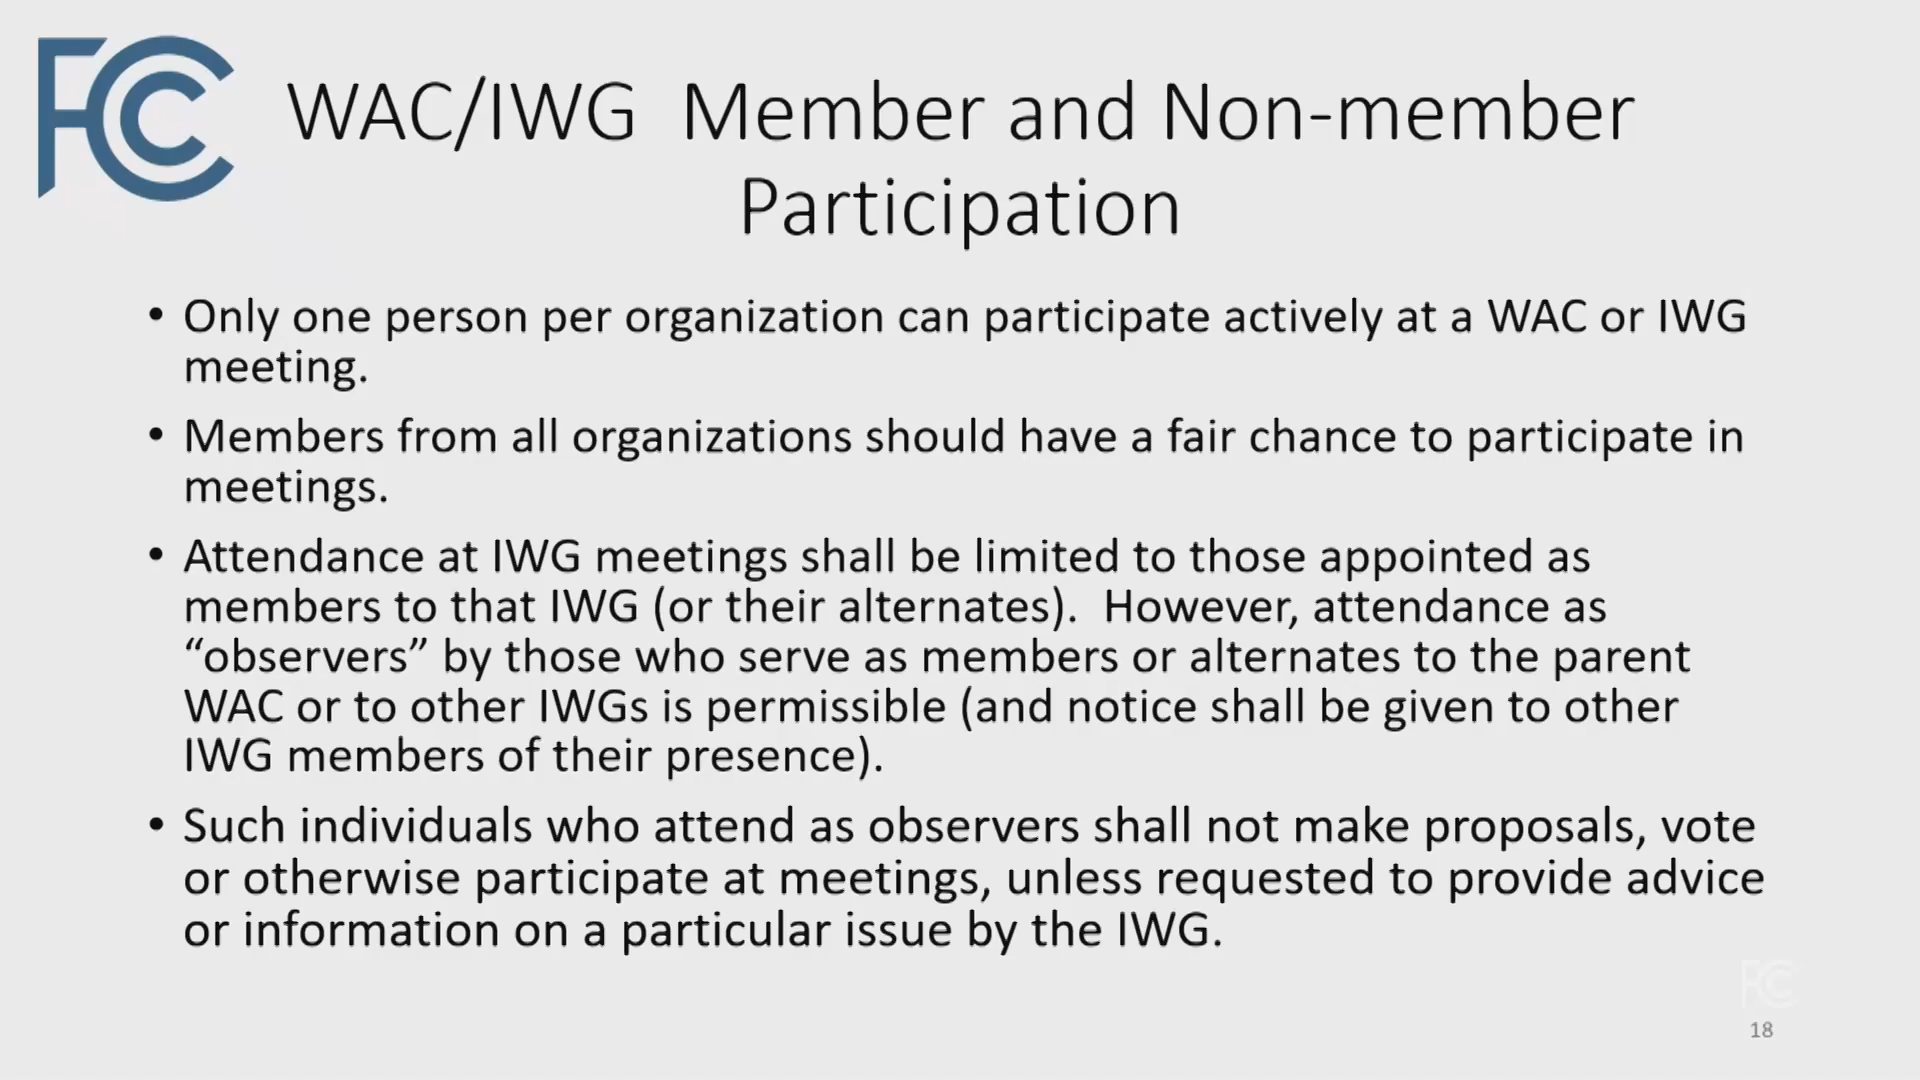 FCC
WAC/IWG  Member and Non-member
Participation
• Only one person per organization can participate actively at a WAC or IWG
meeting.
• Members from all organizations should have a fair chance to participate in
meetings.
• Attendance at IWG meetings shall be limited to those appointed as
members to that IWG (or their alternates).  However, attendance as
“observers” by those who serve as members or alternates to the parent
WAC or to other IWGs is permissible (and notice shall be given to other
IWG members of their presence).
• Such individuals who attend as observers shall not make proposals, vote
or otherwise participate at meetings, unless requested to provide advice
or information on a particular issue by the IWG.
FCC
18